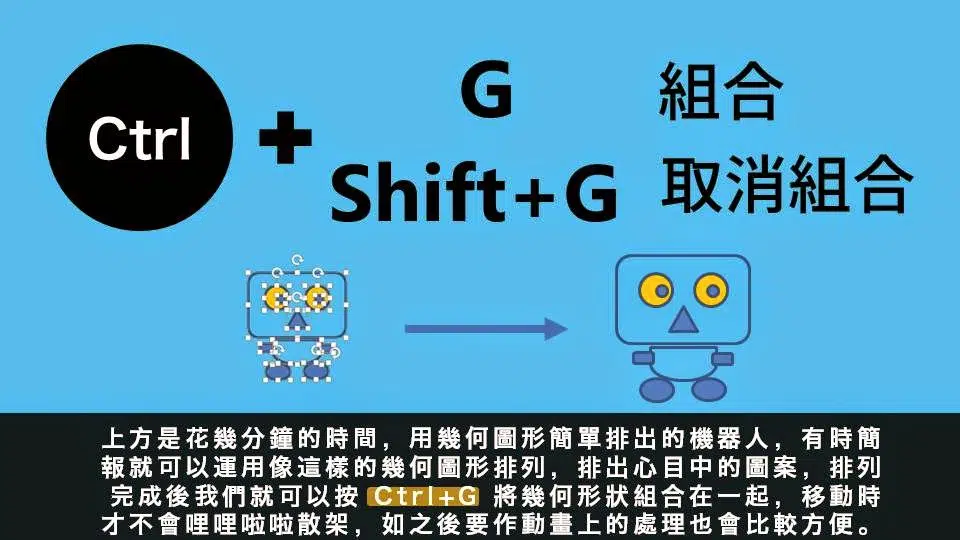 Ctrl + G 組合
Shift+G 取消組合
上方是花幾分鐘的時間，用幾何圖形簡單排出的機器人，有時簡
報就可以運用像這樣的幾何圖形排列，排出心目中的圖案，排列
完成後我們就可以按 Ctrl+G 將幾何形狀組合在一起，移動時
才不會哩哩啦啦散架，如之後要作動畫上的處理也會比較方便。